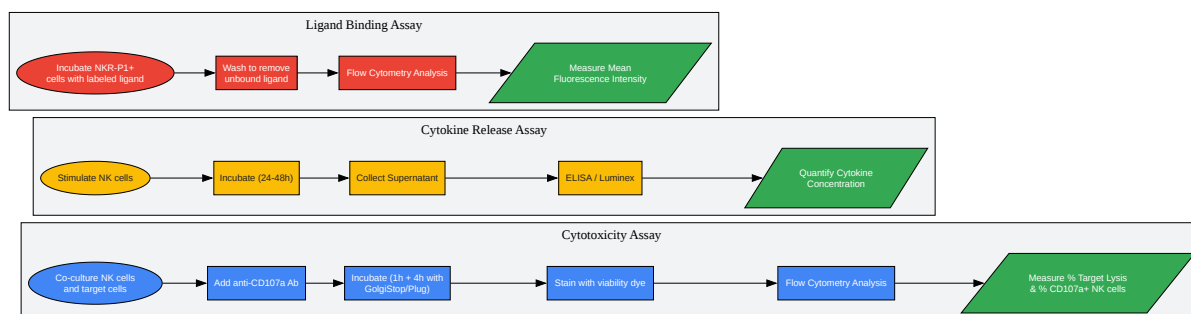 Ligand Binding Assay
Incubate NKR-P1+
cells with labeled ligand
Wash to remove
unbound ligand
Flow Cytometry Analysis
Measure Mean
Fluorescence Intensity
Cytokine Release Assay
Stimulate NK cells
Incubate (24-48h)
Collect Supernatant
ELISA / Luminex
Quantify Cytokine
Concentration
Cytotoxicity Assay
Co-culture NK cells
and target cells
Add anti-CD107a Ab
Incubate (1h + 4h with
GolgiStop/Plug)
Stain with viability dye
Flow Cytometry Analysis
Measure % Target Lysis
& % CD107a+ NK cells